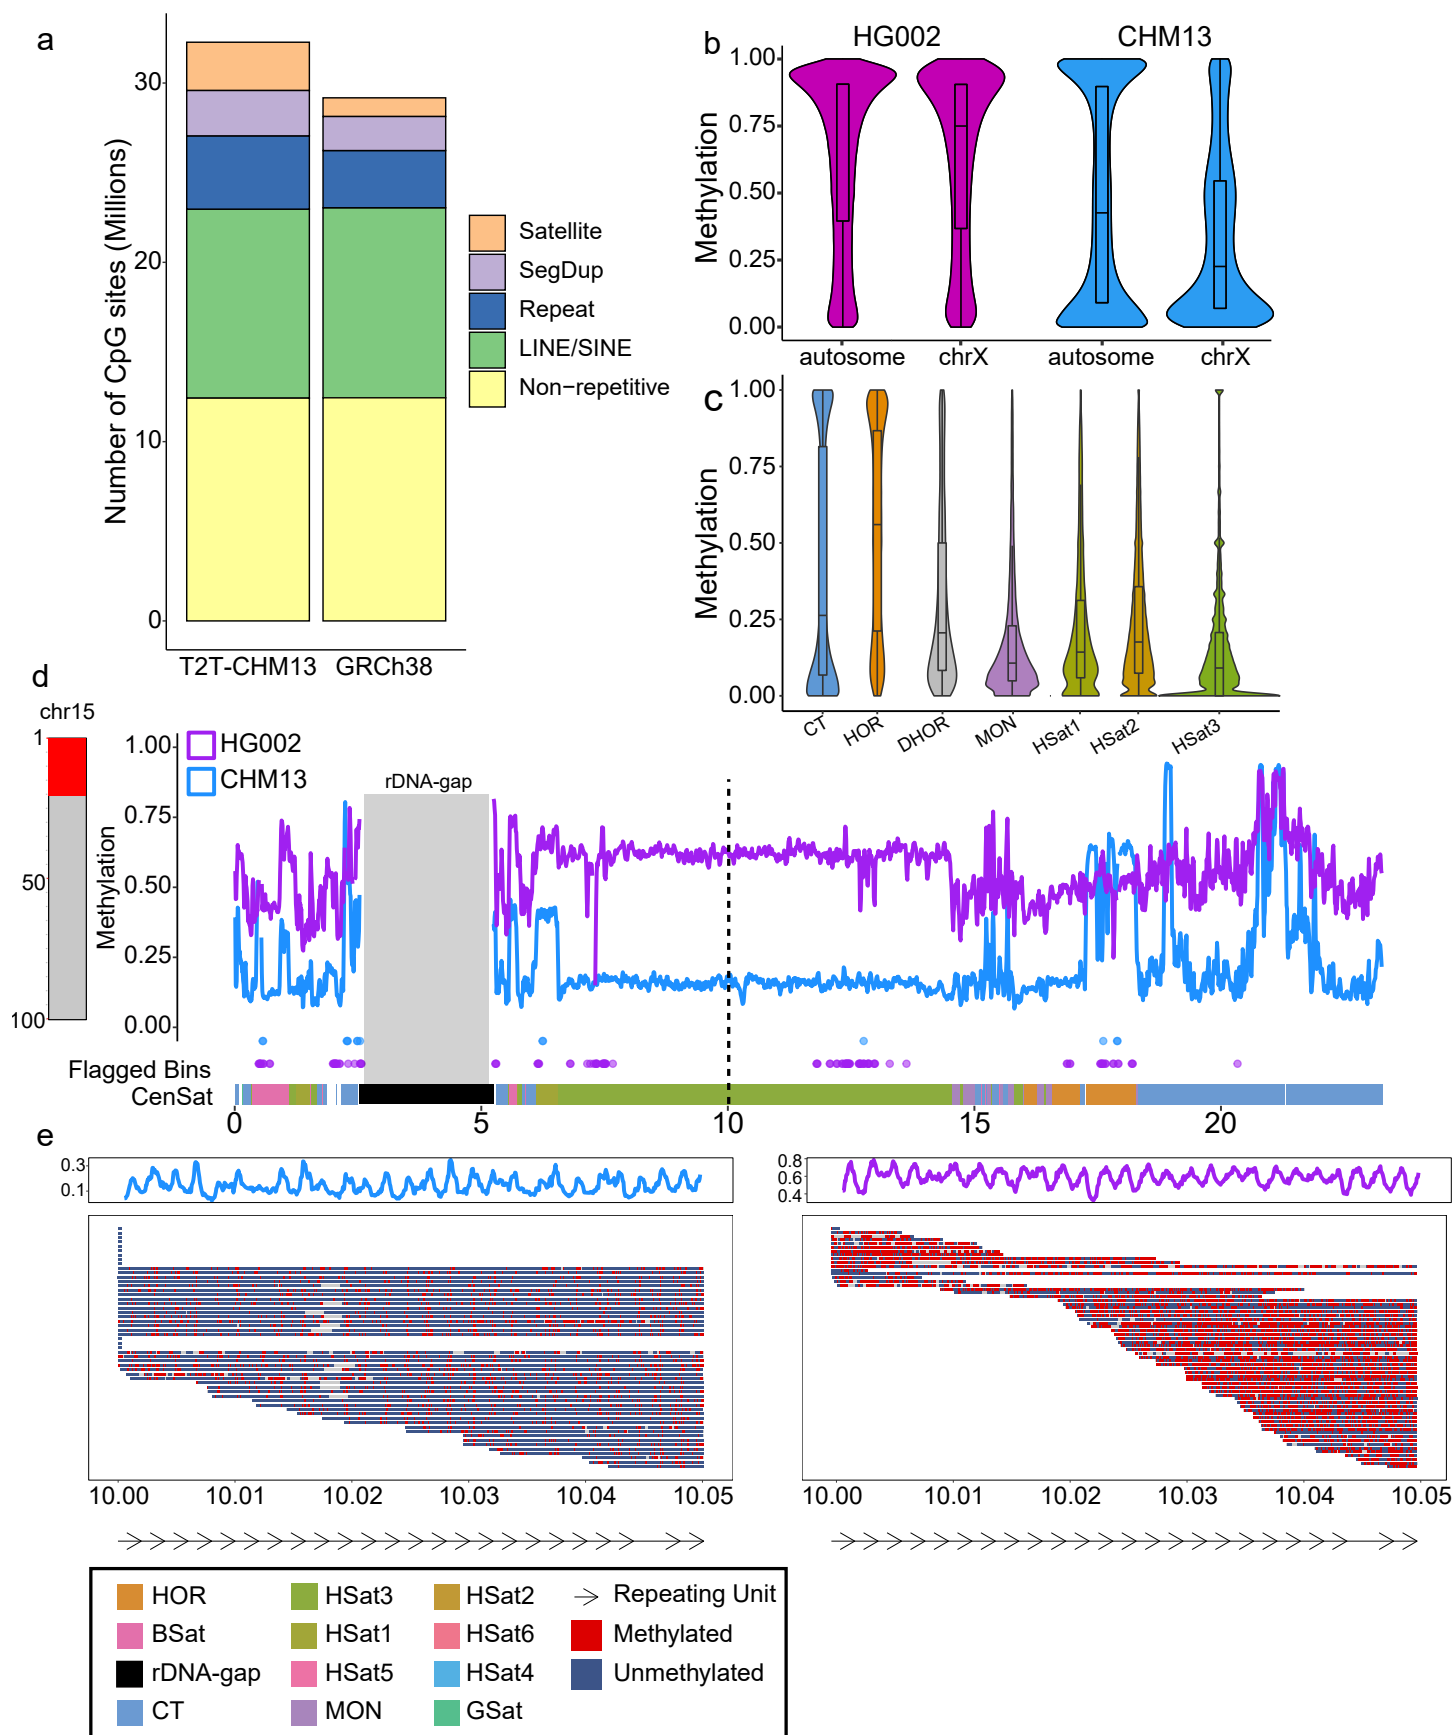 a
Number of CpG sites (Millions)
30
20
10
0
T2T-CHM13 GRCh38
Satellite
SegDup
Repeat
LINE/SINE
Non−repetitive
b
HG002 CHM13
Methylation
1.00
0.75
0.50
0.25
0.00
autosome chrX autosome chrX
c
Methylation
1.00
0.75
0.50
0.25
0.00
CT HOR DHOR MON HSat1 HSat2 HSat3
d
chr15
1
50
100
Methylation
1.00
0.75
0.50
0.25
0.00
HG002
CHM13
rDNA-gap
Flagged Bins
CenSat
0 5 10 15 20
e
0.3
0.1
0.8
0.6
0.4
10.00 10.01 10.02 10.03 10.04 10.05
10.00 10.01 10.02 10.03 10.04 10.05
HOR HSat3 HSat2 Repeating Unit
BSat HSat1 HSat6 Methylated
rDNA-gap HSat5 HSat4 Unmethylated
CT MON GSat